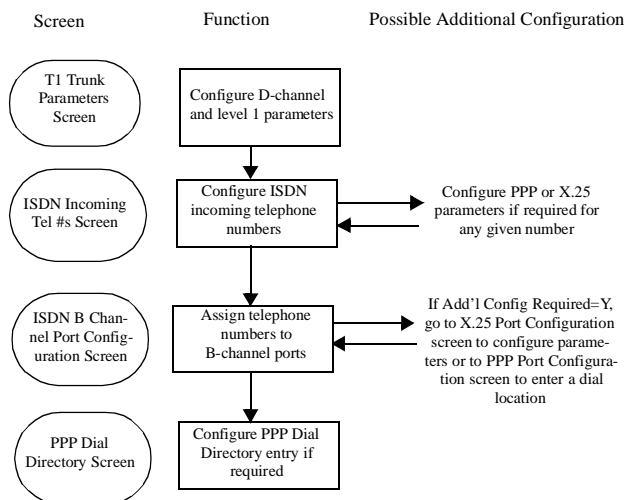 Screen
Function
Possible Additional Configuration
T1 Trunk
Parameters
Screen
Configure D-channel
and level 1 parameters
ISDN Incoming
Tel #s Screen
Configure ISDN
incoming telephone
numbers
Configure PPP or X.25
parameters if required for
any given number
ISDN B Chan-
nel Port Config-
uration Screen
Assign telephone
numbers to
B-channel ports
If Add’l Config Required=Y,
go to X.25 Port Configuration
screen to configure parame-
ters or to PPP Port Configu-
ration screen to enter a dial
location
PPP Dial
Directory Screen
Configure PPP Dial
Directory entry if
required